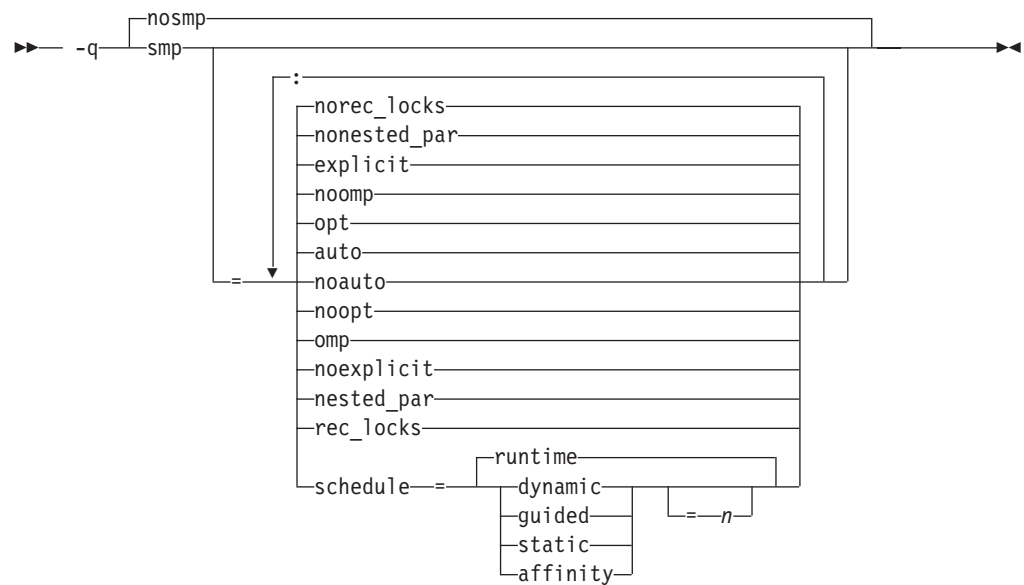 nosmp
-q smp
:
norec_locks
nonested_par
explicit
noomp
opt
auto
= noauto
noopt
omp
noexplicit
nested_par
rec_locks
runtime
schedule = dynamic
= n
guided
static
affinity